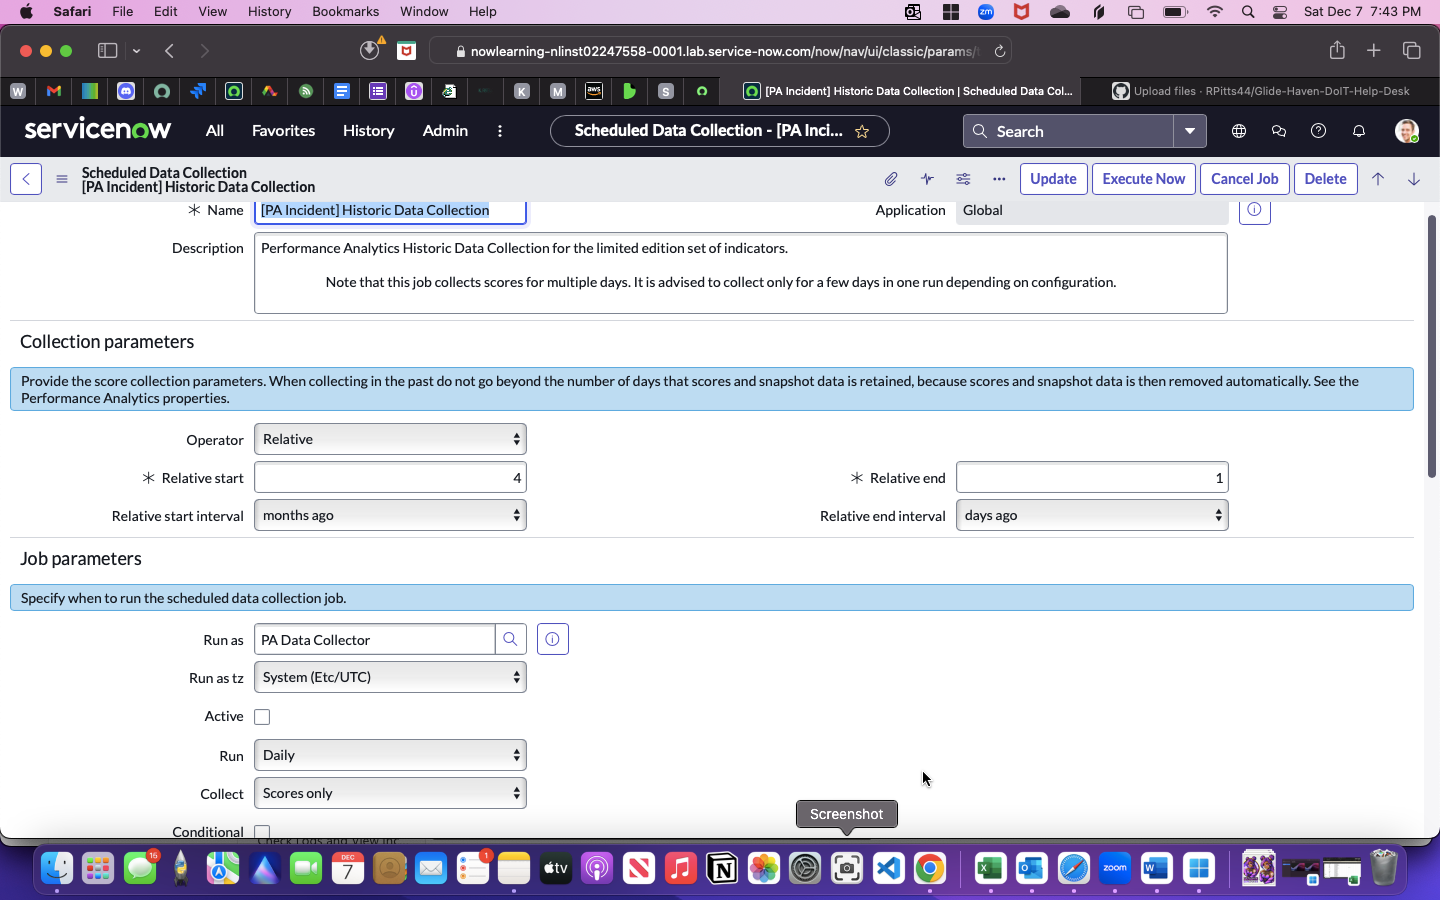 Safari File Edit View History Bookmarks Window Help
zm
Sat Dec 7 7:43 PM
nowlearning-nlinst02247558-0001.lab.service-now.com/now/nav/ui/classic/params/
W
K
M
aws
S
[PA Incident] Historic Data Collection | Scheduled Data Col...
Upload files · RPitts44/Glide-Haven-DoIT-Help-Desk
servicenow
All Favorites History Admin
Scheduled Data Collection - [PA Inci...
Search
Scheduled Data Collection
[PA Incident] Historic Data Collection
Update
Execute Now
Cancel Job
Delete
Name
[PA Incident] Historic Data Collection
Application
Global
Description
Performance Analytics Historic Data Collection for the limited edition set of indicators.
Note that this job collects scores for multiple days. It is advised to collect only for a few days in one run depending on configuration.
Collection parameters
Provide the score collection parameters. When collecting in the past do not go beyond the number of days that scores and snapshot data is retained, because scores and snapshot data is then removed automatically. See the
Performance Analytics properties.
Operator
Relative
Relative start
4
Relative end
1
Relative start interval
months ago
Relative end interval
days ago
Job parameters
Specify when to run the scheduled data collection job.
Run as
PA Data Collector
Run as tz
System (Etc/UTC)
Active
Run
Daily
Collect
Scores only
Screenshot
Conditional
16
DEC
7
1
tv
zoom